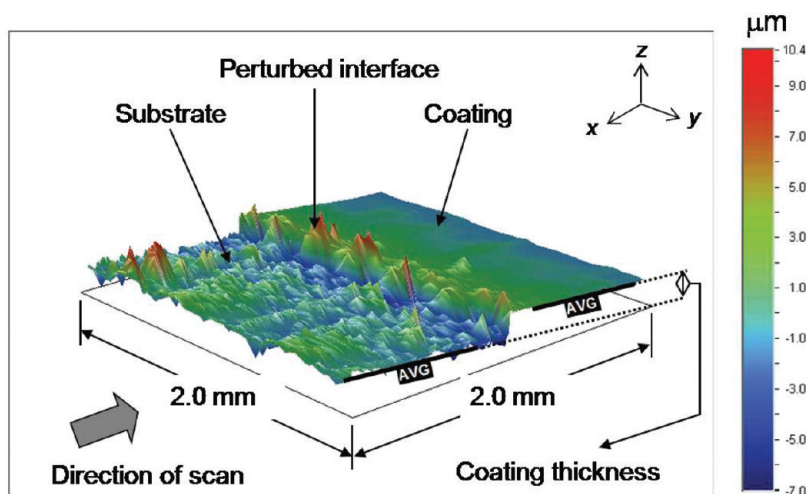 μm
Perturbed interface
Substrate
Coating
z
x
y
AVG
AVG
2.0 mm
2.0 mm
Direction of scan
Coating thickness
10.4
9.0
7.0
5.0
3.0
1.0
-1.0
-3.0
-5.0
-7.0